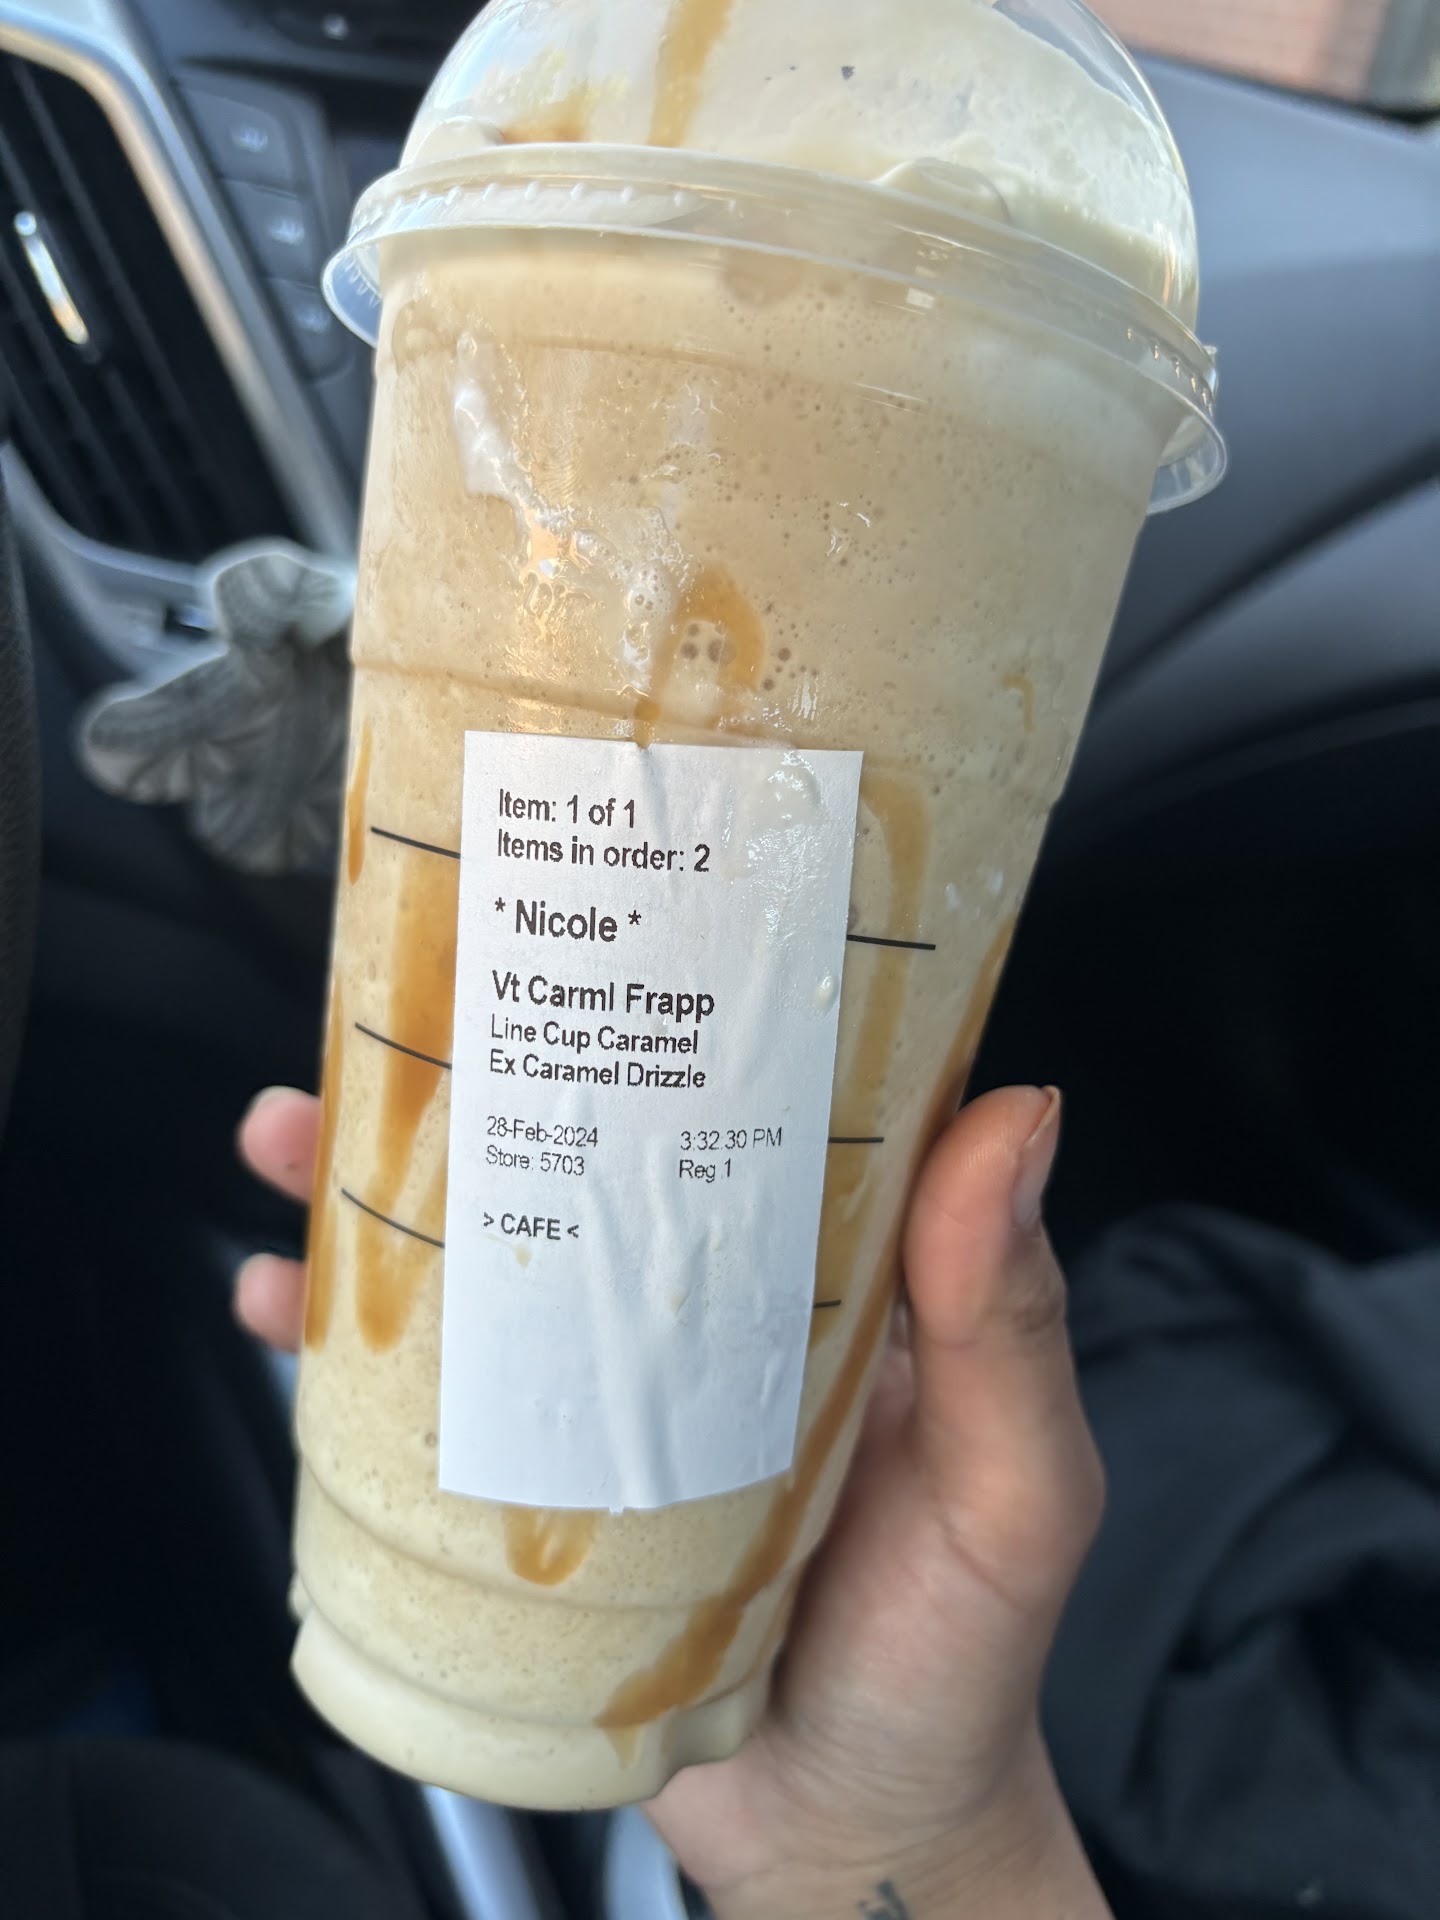 Item: 1 of 1
Items in order: 2
* Nicole *
Vt Carml Frapp
Line Cup Caramel
Ex Caramel Drizzle
28-Feb-2024 3:32:30 PM
Store: 5703 Reg 1
> CAFE <